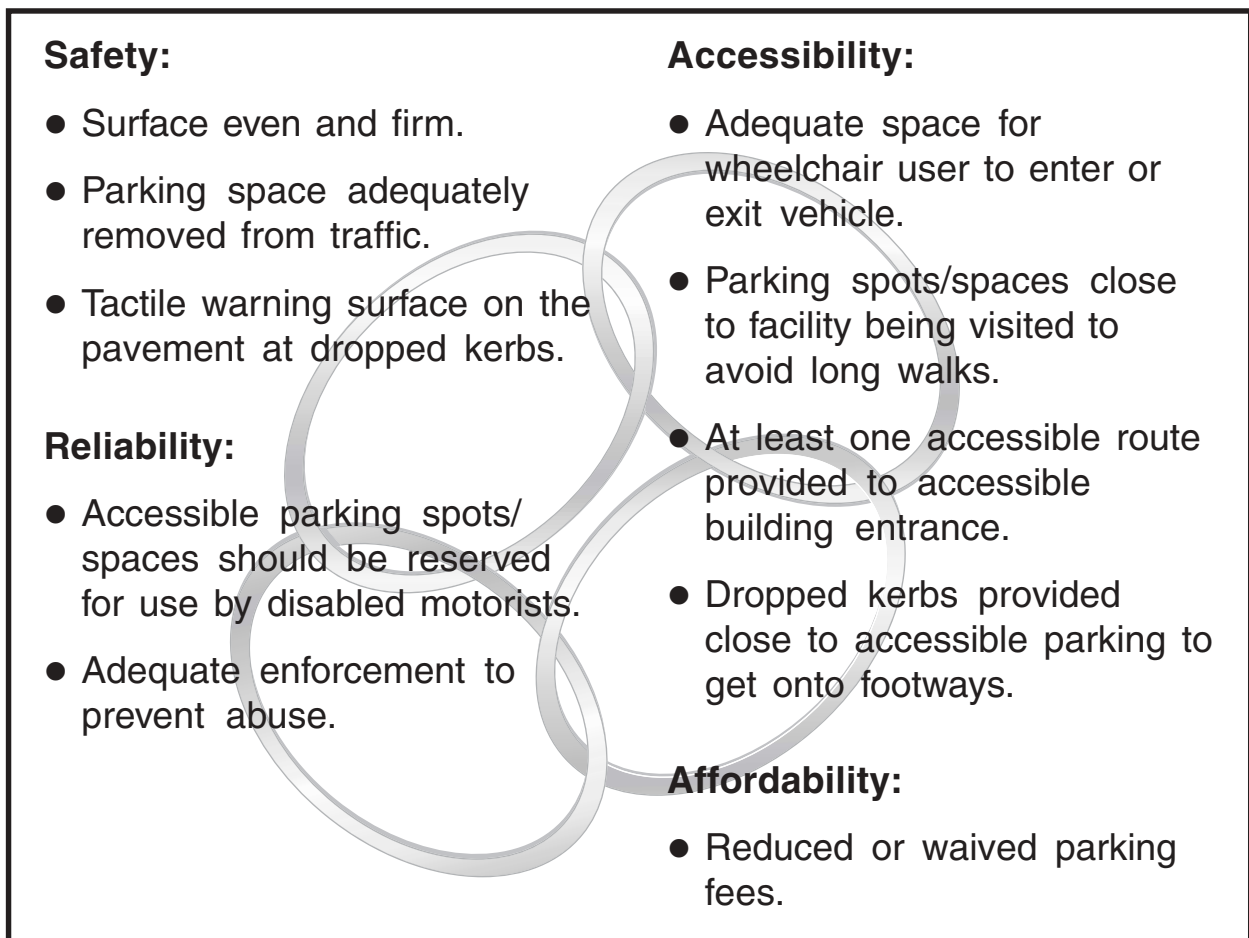 Safety:
● Surface even and firm.
● Parking space adequately
removed from traffic.
● Tactile warning surface on the
pavement at dropped kerbs.
Reliability:
● Accessible parking spots/
spaces should be reserved
for use by disabled motorists.
● Adequate enforcement to
prevent abuse.
Accessibility:
● Adequate space for
wheelchair user to enter or
exit vehicle.
● Parking spots/spaces close
to facility being visited to
avoid long walks.
● At least one accessible route
provided to accessible
building entrance.
● Dropped kerbs provided
close to accessible parking to
get onto footways.
Affordability:
● Reduced or waived parking
fees.